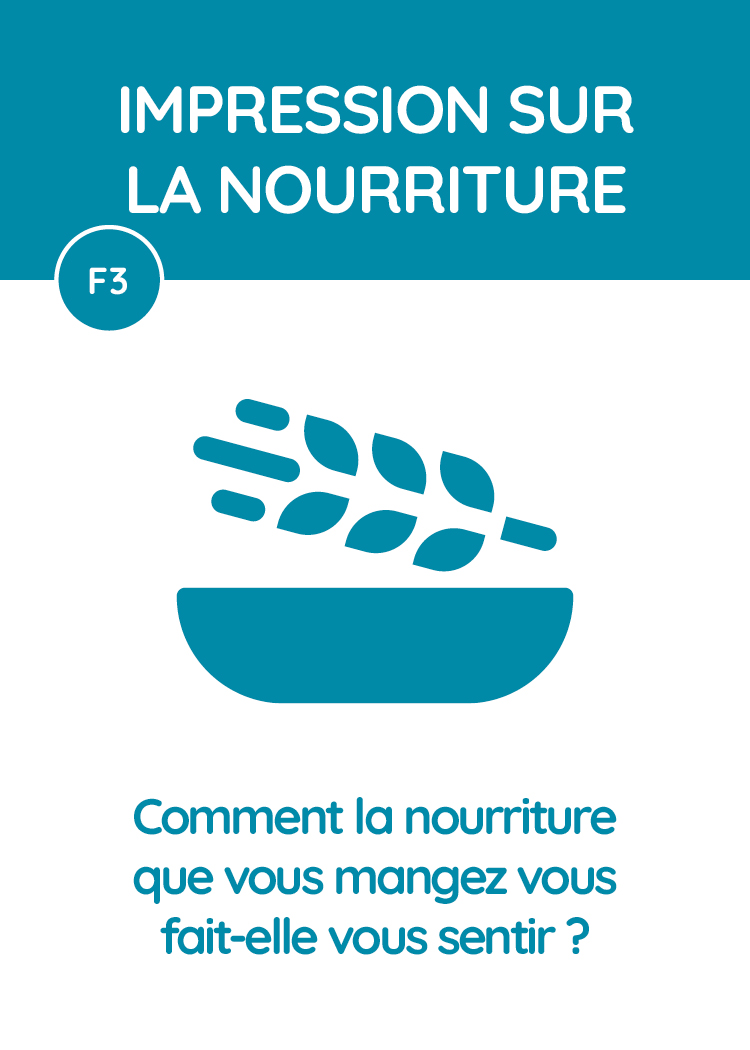 IMPRESSION SUR
LA NOURRITURE
F3
Comment la nourriture
que vous mangez vous
fait-elle vous sentir ?